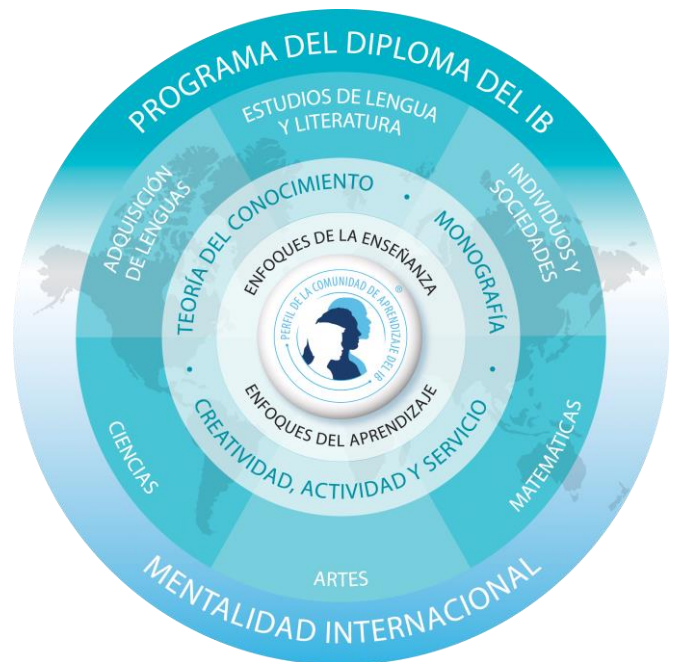 PROGRAMA DEL DIPLOMA DEL IB
ESTUDIOS DE LENGUA
Y LITERATURA
ADQUISICIÓN
DE LENGUAS
INDIVIDUOS Y
SOCIEDADES
TEORÍA DEL CONOCIMIENTO
•
MONOGRAFÍA
•
ENFOQUES DE LA ENSEÑANZA
• PERFIL DE LA COMUNIDAD DE APRENDIZAJE DEL IB •
®
ENFOQUES DEL APRENDIZAJE
•
CREATIVIDAD, ACTIVIDAD Y SERVICIO
CIENCIAS
MATEMÁTICAS
ARTES
MENTALIDAD INTERNACIONAL